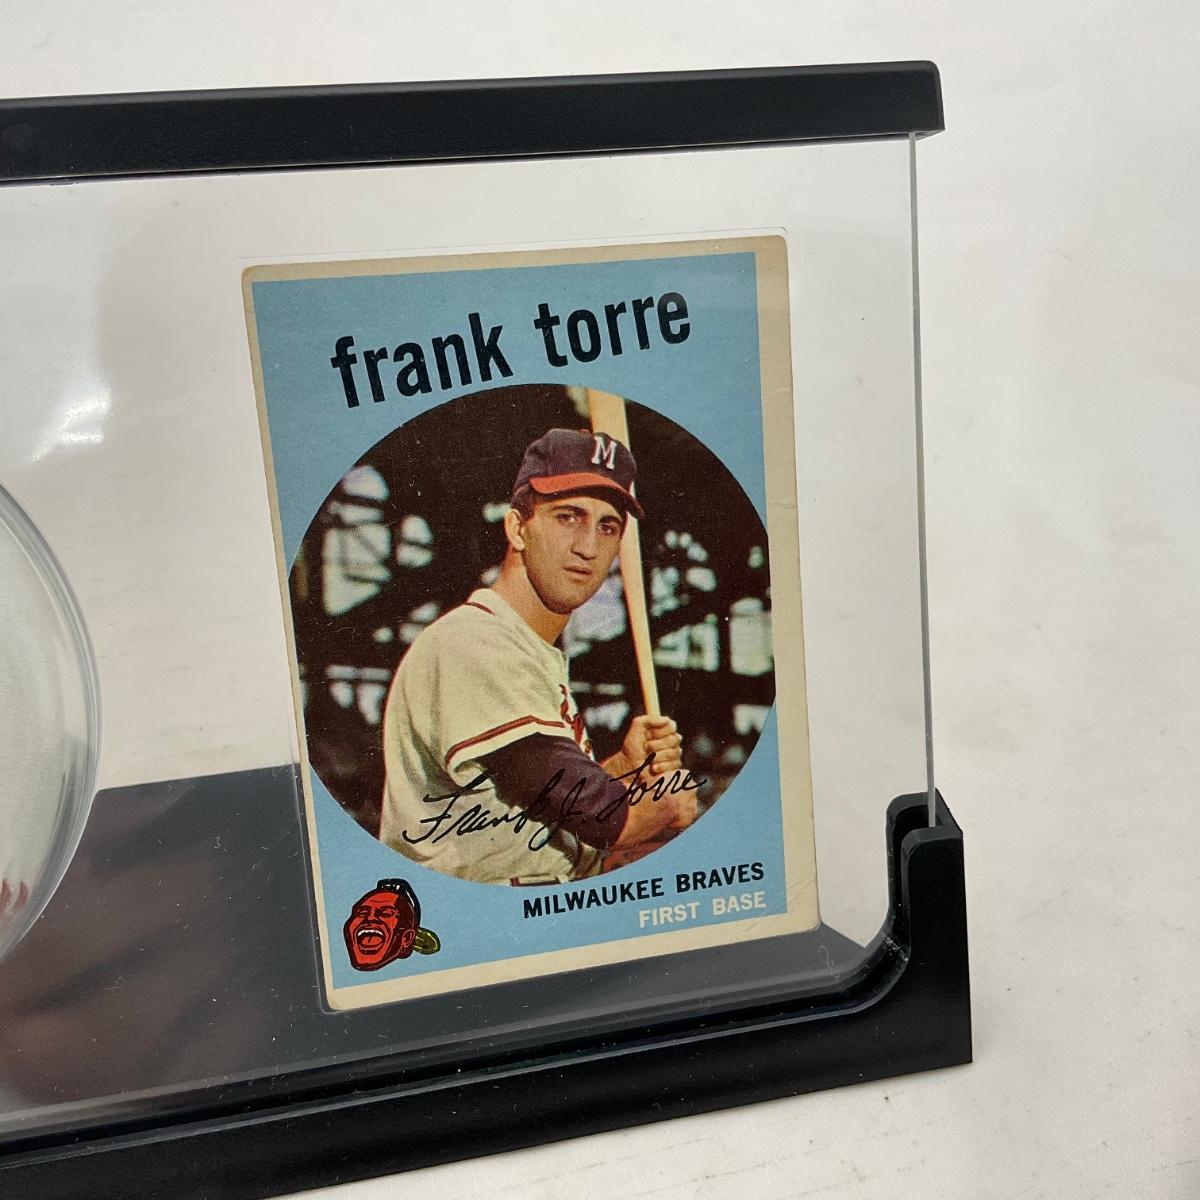 frank torre
M
Frank J. Torre
MILWAUKEE BRAVES
FIRST BASE